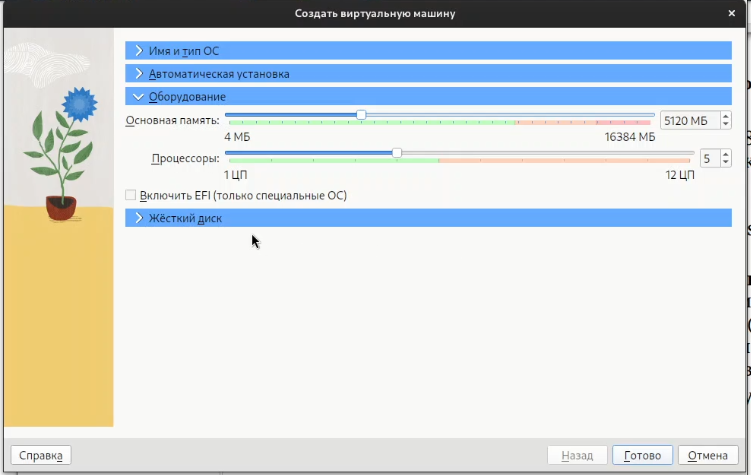 Создать виртуальную машину
Имя и тип ОС
Автоматическая установка
Оборудование
Основная память: 5120 МБ
4 МБ 16384 МБ
Процессоры: 5
1 ЦП 12 ЦП
Включить EFI (только специальные ОС)
Жёсткий диск
Справка Назад Готово Отмена